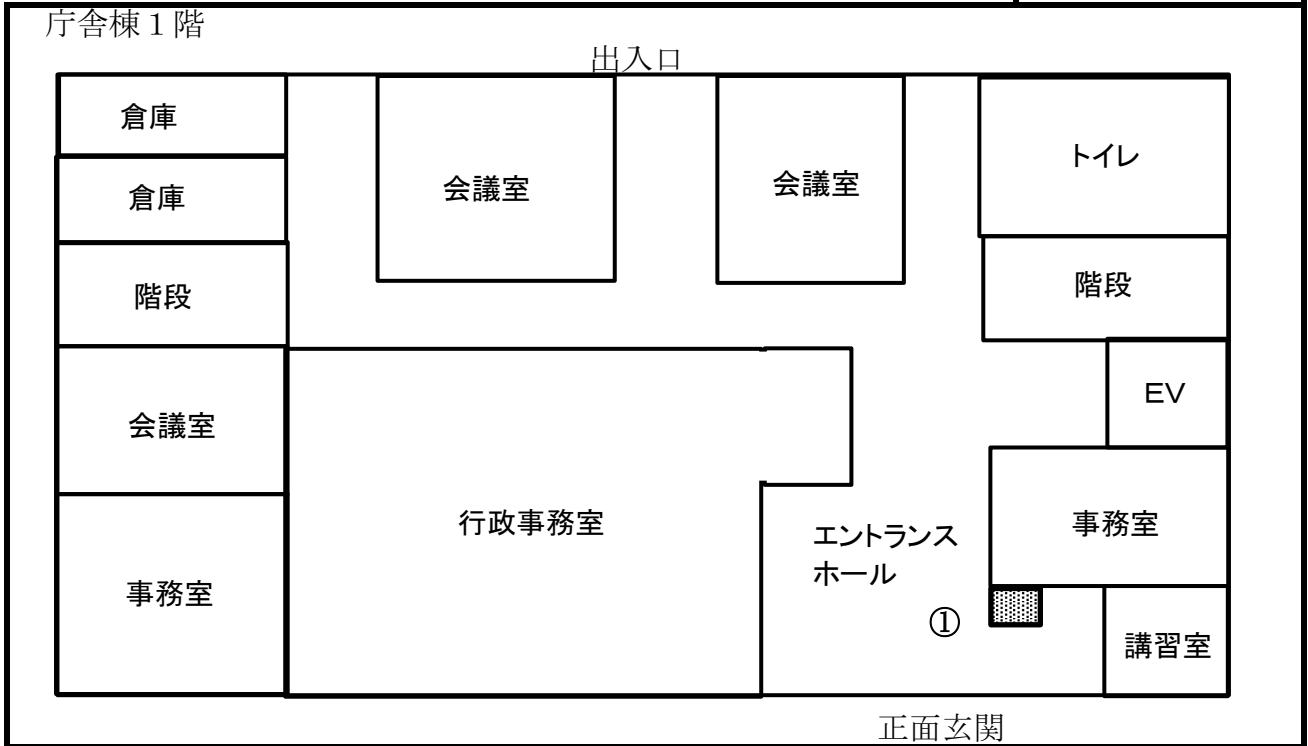 庁舎棟１階
出入口
倉庫
倉庫
階段
会議室
事務室
会議室
会議室
トイレ
階段
EV
行政事務室
エントランス
ホール
事務室
①
講習室
正面玄関